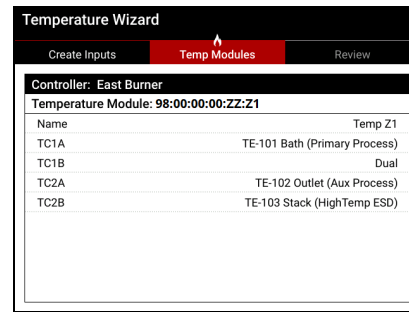 Temperature Wizard
Create Inputs Temp Modules Review
Controller: East Burner
Temperature Module: 98:00:00:00:ZZ:Z1
Name Temp Z1
TC1A TE-101 Bath (Primary Process)
TC1B Dual
TC2A TE-102 Outlet (Aux Process)
TC2B TE-103 Stack (HighTemp ESD)